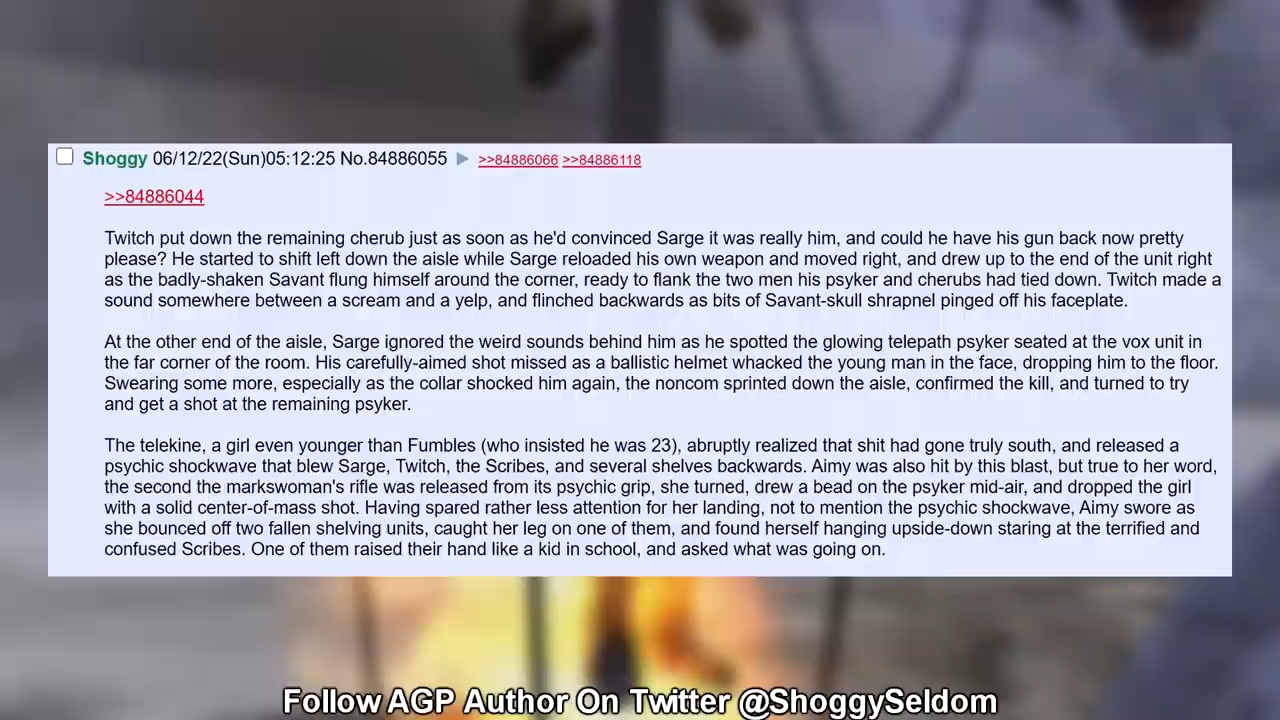 Shoggy 06/12/22(Sun)05:12:25 No.84886055 ▶ >>84886066 >>84886118
>>84886044
Twitch put down the remaining cherub just as soon as he'd convinced Sarge it was really him, and could he have his gun back now pretty
please? He started to shift left down the aisle while Sarge reloaded his own weapon and moved right, and drew up to the end of the unit right
as the badly-shaken Savant flung himself around the corner, ready to flank the two men his psyker and cherubs had tied down. Twitch made a
sound somewhere between a scream and a yelp, and flinched backwards as bits of Savant-skull shrapnel pinged off his faceplate.
At the other end of the aisle, Sarge ignored the weird sounds behind him as he spotted the glowing telepath psyker seated at the vox unit in
the far corner of the room. His carefully-aimed shot missed as a ballistic helmet whacked the young man in the face, dropping him to the floor.
Swearing some more, especially as the collar shocked him again, the noncom sprinted down the aisle, confirmed the kill, and turned to try
and get a shot at the remaining psyker.
The telekine, a girl even younger than Fumbles (who insisted he was 23), abruptly realized that shit had gone truly south, and released a
psychic shockwave that blew Sarge, Twitch, the Scribes, and several shelves backwards. Aimy was also hit by this blast, but true to her word,
the second the markswoman's rifle was released from its psychic grip, she turned, drew a bead on the psyker mid-air, and dropped the girl
with a solid center-of-mass shot. Having spared rather less attention for her landing, not to mention the psychic shockwave, Aimy swore as
she bounced off two fallen shelving units, caught her leg on one of them, and found herself hanging upside-down staring at the terrified and
confused Scribes. One of them raised their hand like a kid in school, and asked what was going on.
Follow AGP Author On Twitter @ShoggySeldom